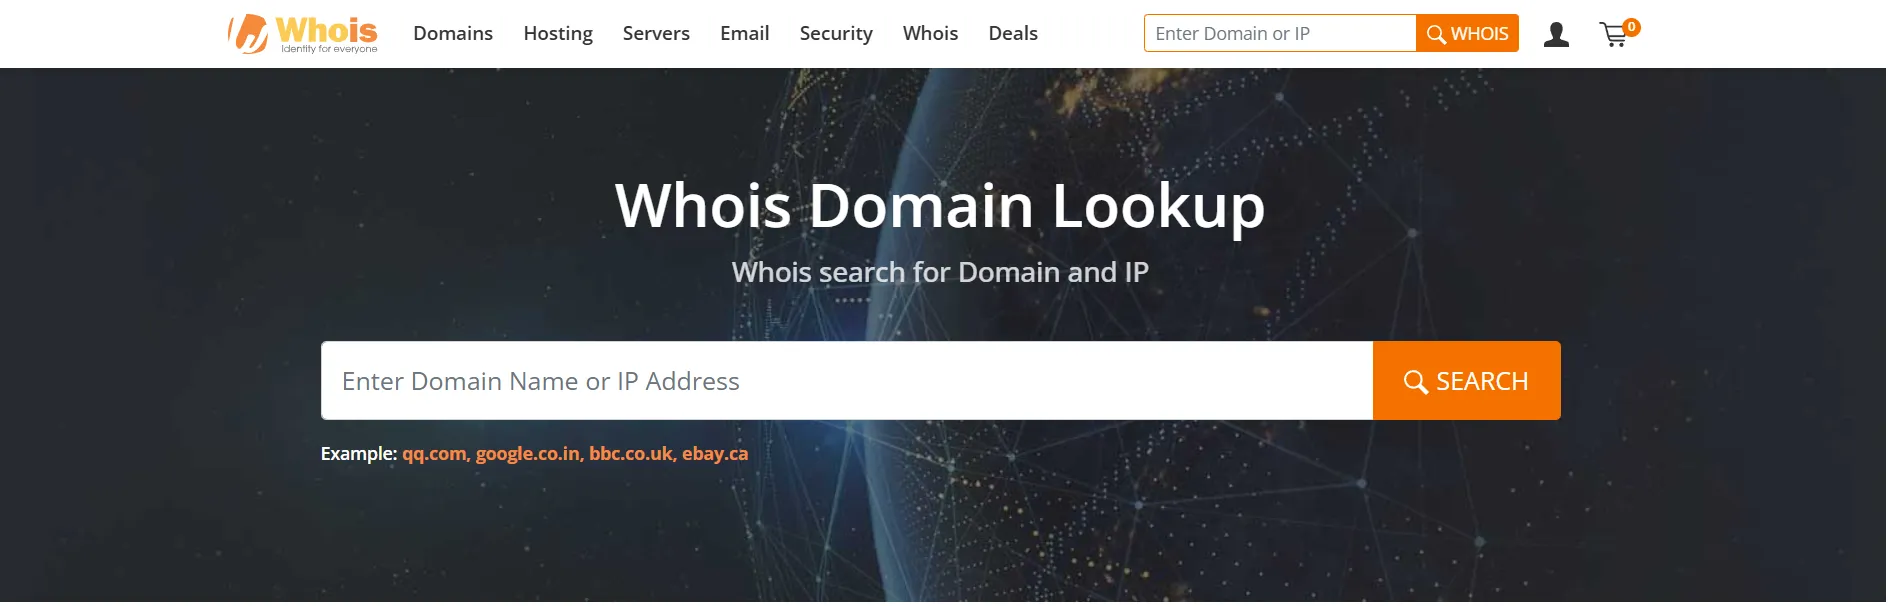 Whois
Identity for everyone
Domains Hosting Servers Email Security Whois Deals
Enter Domain or IP
WHOIS
0
Whois Domain Lookup
Whois search for Domain and IP
Enter Domain Name or IP Address
SEARCH
Example: qq.com, google.co.in, bbc.co.uk, ebay.ca